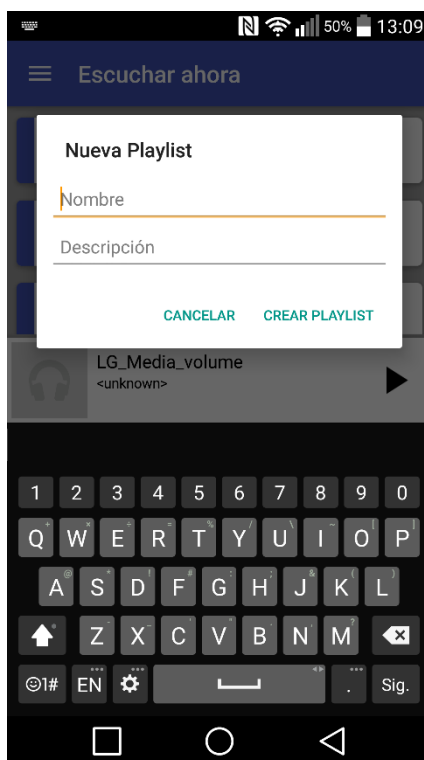 50% 13:09
Escuchar ahora
Nueva Playlist
Nombre
Descripción
CANCELAR CREAR PLAYLIST
LG_Media_volume
<unknown>
1 2 3 4 5 6 7 8 9 0
Q W E R T Y U I O P
A S D F G H J K L
Z X C V B N M
1# EN .  Sig.